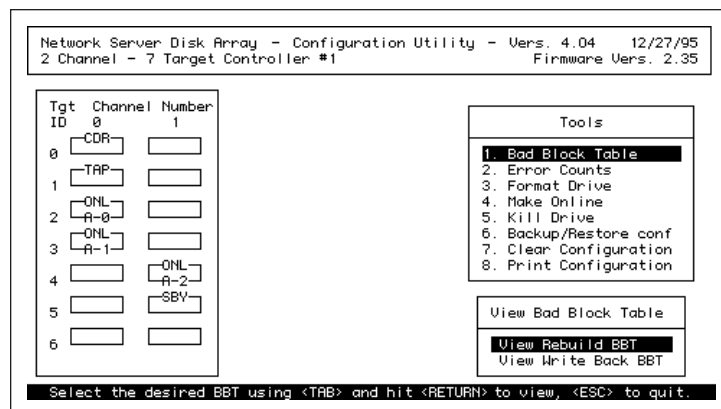 Network Server Disk Array - Configuration Utility - Vers. 4.04 12/27/95
2 Channel - 7 Target Controller #1 Firmware Vers. 2.35
Tgt Channel Number
ID 0 1
CDR
0
TAP
1
ONL
2 A-0
ONL
3 A-1
ONL
4 A-2
SBY
5
6
Tools
1. Bad Block Table
2. Error Counts
3. Format Drive
4. Make Online
5. Kill Drive
6. Backup/Restore conf
7. Clear Configuration
8. Print Configuration
View Bad Block Table
View Rebuild BBT
View Write Back BBT
Select the desired BBT using <TAB> and hit <RETURN> to view, <ESC> to quit.